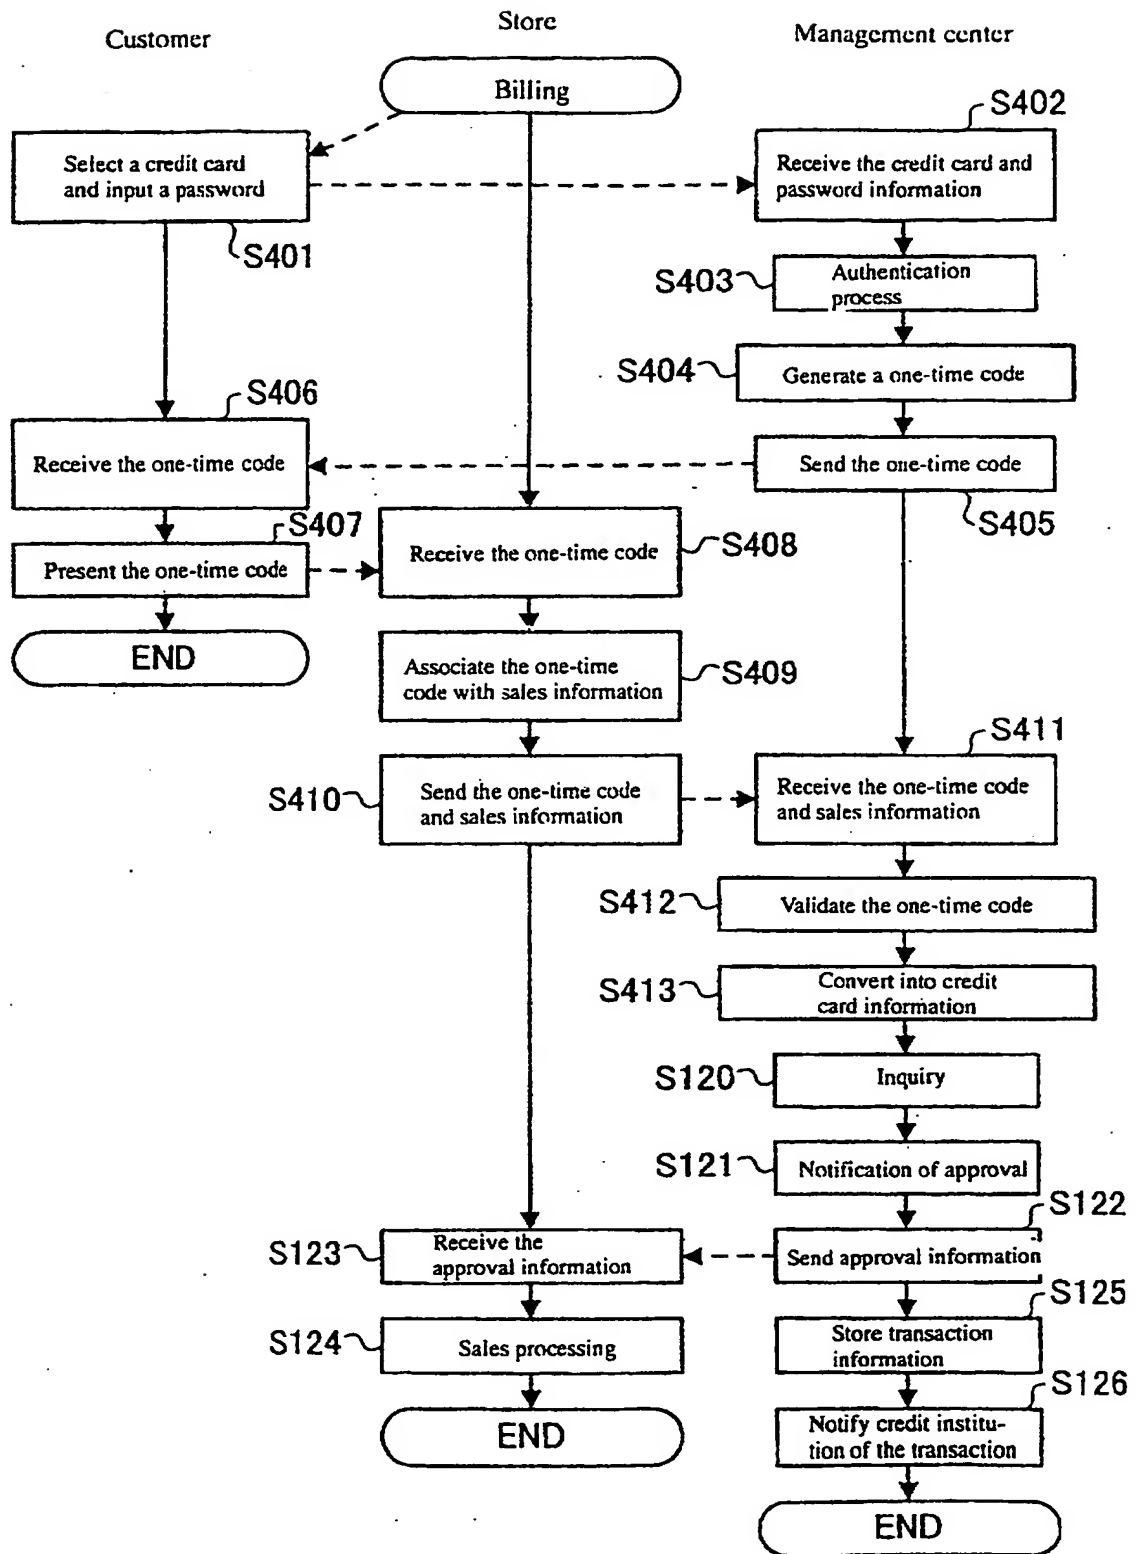 Customer
Store
Management center
Billing
S402
Select a credit card
and input a password
Receive the credit card and
password information
S401
S403
Authentication
process
S404
Generate a one-time code
S406
Receive the one-time code
Send the one-time code
S405
S407
Present the one-time code
Receive the one-time code
S408
END
Associate the one-time
code with sales information
S409
S411
S410
Send the one-time code
and sales information
Receive the one-time code
and sales information
S412
Validate the one-time code
S413
Convert into credit
card information
S120
Inquiry
S121
Notification of approval
S122
S123
Receive the
approval information
Send approval information
S125
S124
Sales processing
Store transaction
information
S126
END
Notify credit institu-
tion of the transaction
END